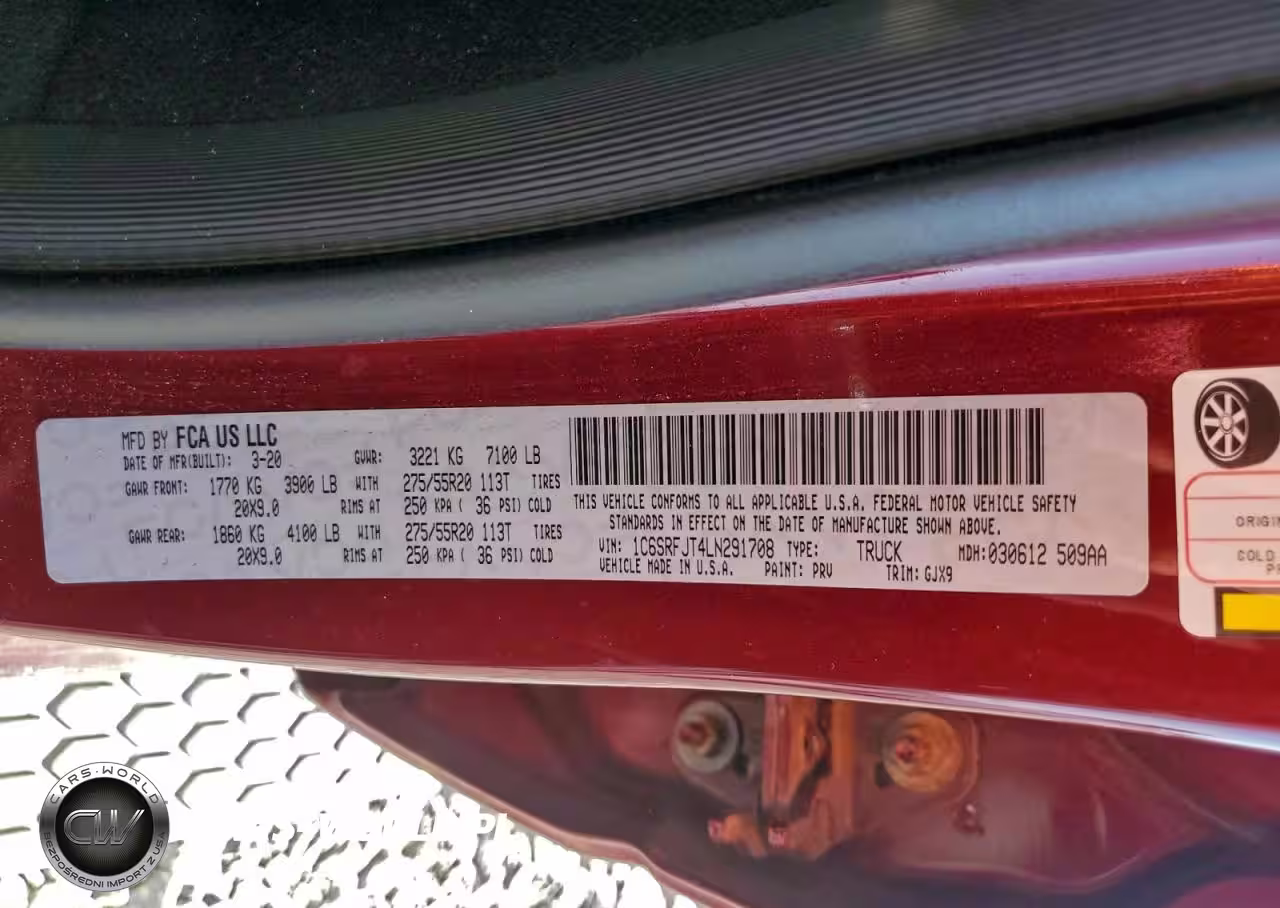 MFD BY FCA US LLC
DATE OF MFR(BUILT): 3-20 GVWR: 3221 KG 7100 LB
GAWR FRONT: 1770 KG 3900 LB WITH 275/55R20 113T TIRES
20X9.0 RIMS AT 250 KPA ( 36 PSI) COLD
GAWR REAR: 1860 KG 4100 LB WITH 275/55R20 113T TIRES
20X9.0 RIMS AT 250 KPA ( 36 PSI) COLD
THIS VEHICLE CONFORMS TO ALL APPLICABLE U.S.A. FEDERAL MOTOR VEHICLE SAFETY
STANDARDS IN EFFECT ON THE DATE OF MANUFACTURE SHOWN ABOVE.
VIN: 1C6SRFJT4LN291708 TYPE: TRUCK MDH: 030612 509AA
VEHICLE MADE IN U.S.A. PAINT: PRV TRIM: GJX9
COLD
CARS-WORLD
CW
BEZPOŚREDNI IMPORT Z USA